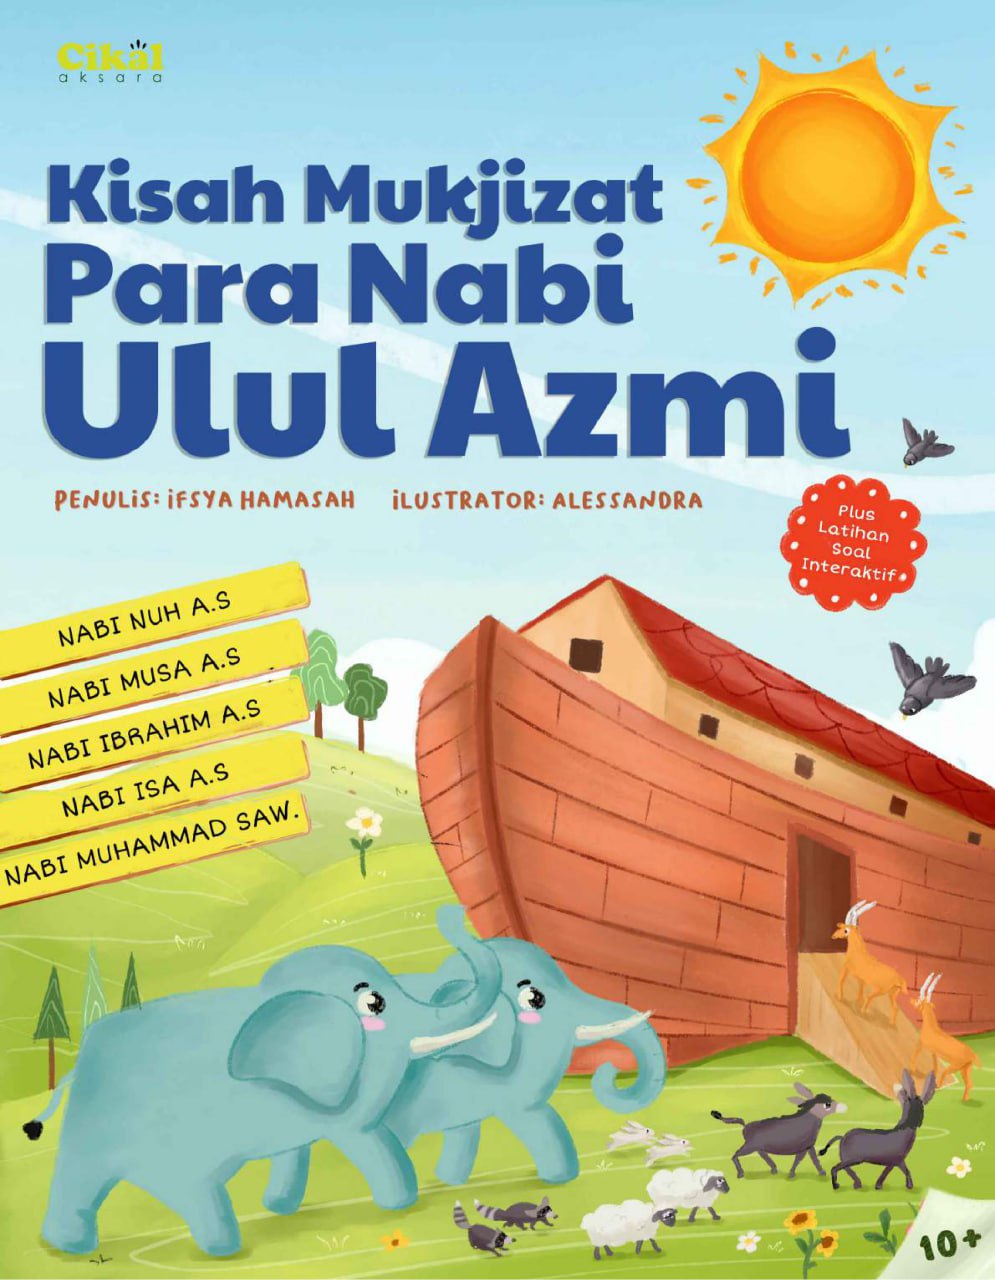 Cikal
aksara
Kisah Mukjizat
Para Nabi
Ulul Azmi
PENULIS: IFSYA HAMASAH
ILUSTRATOR: ALESSANDRA
Plus
Latihan
Soal
Interaktif
NABI NUH A.S
NABI MUSA A.S
NABI IBRAHIM A.S
NABI ISA A.S
NABI MUHAMMAD SAW.
10+